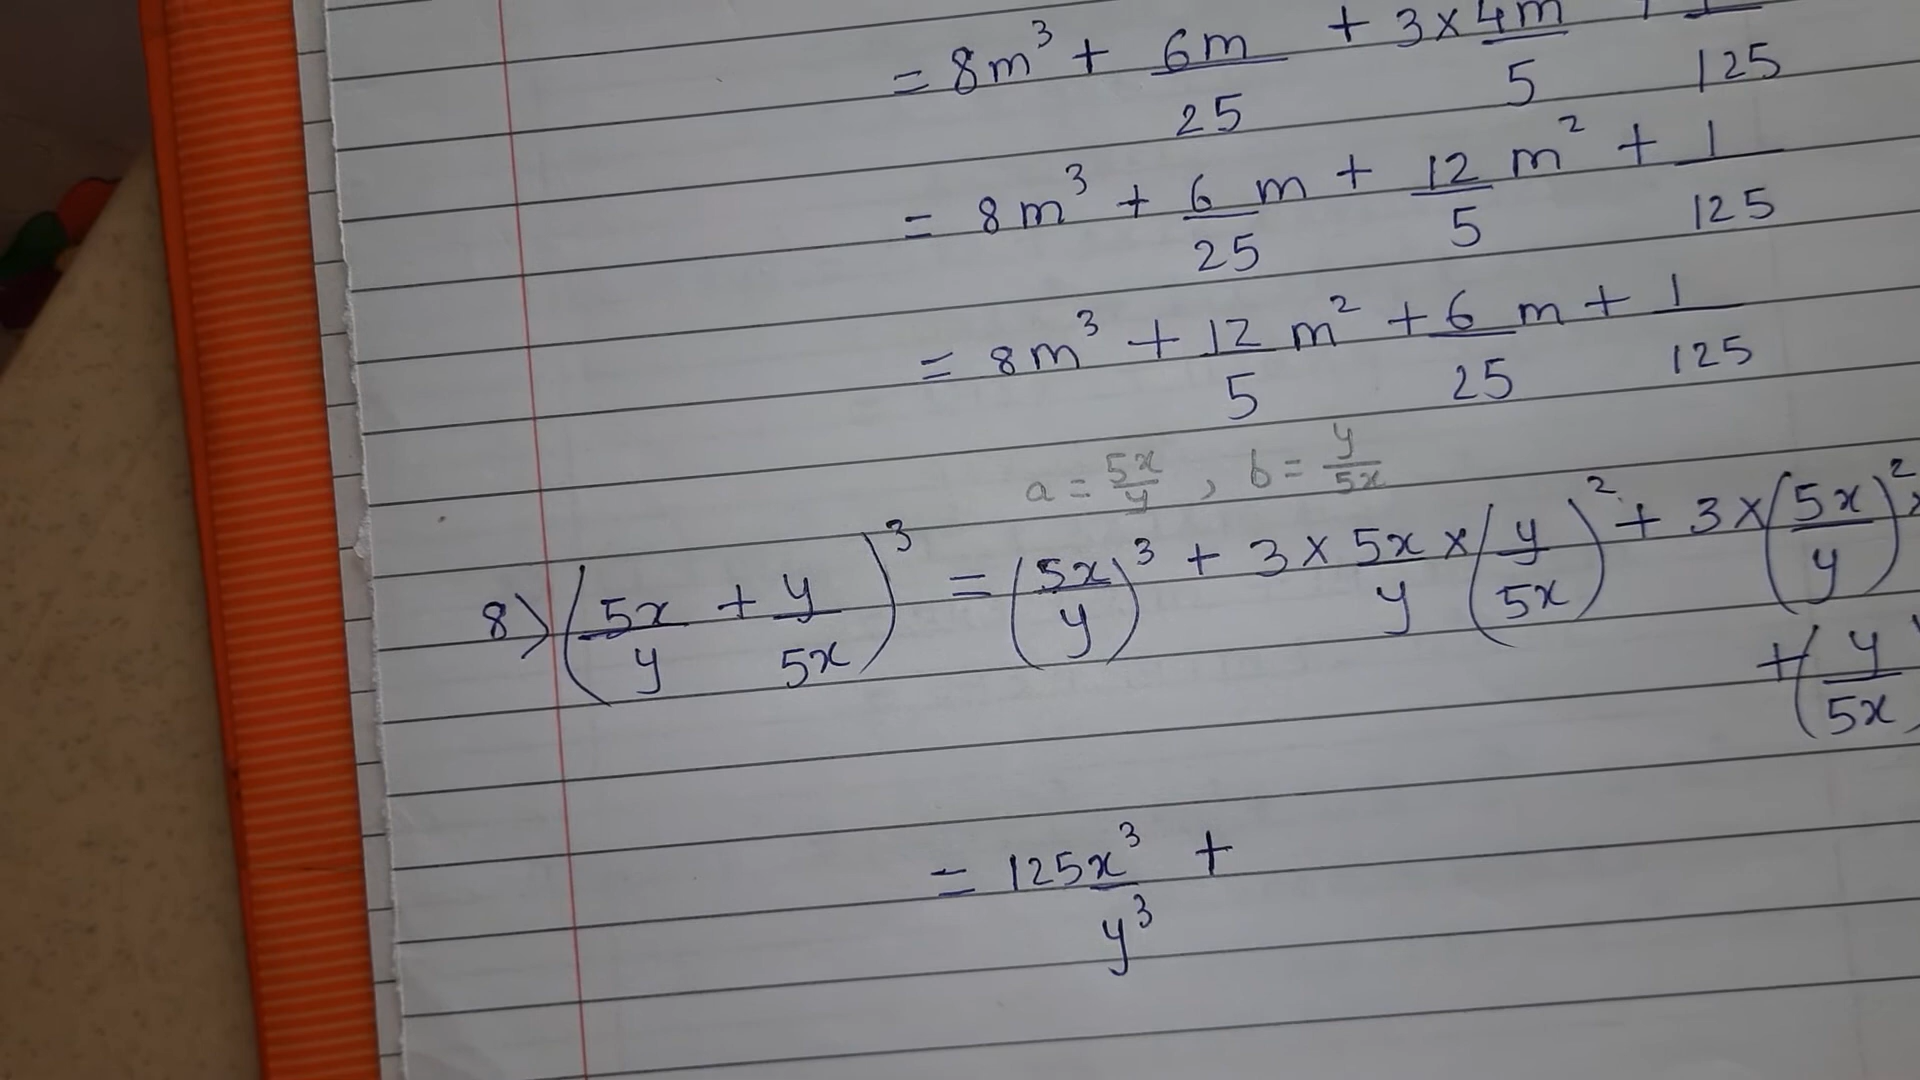 = 8m³ + 6m/25 + 3 × 4m/5 + 1/125
= 8m³ + 6/25 m + 12/5 m² + 1/125
= 8m³ + 12/5 m² + 6/25 m + 1/125
a = 5x/y , b = y/5x
8) (5x/y + y/5x)³ = (5x/y)³ + 3 × 5x/y × (y/5x)² + 3 × (5x/y)² ×
+ (y/5x)
= 125x³/y³ +